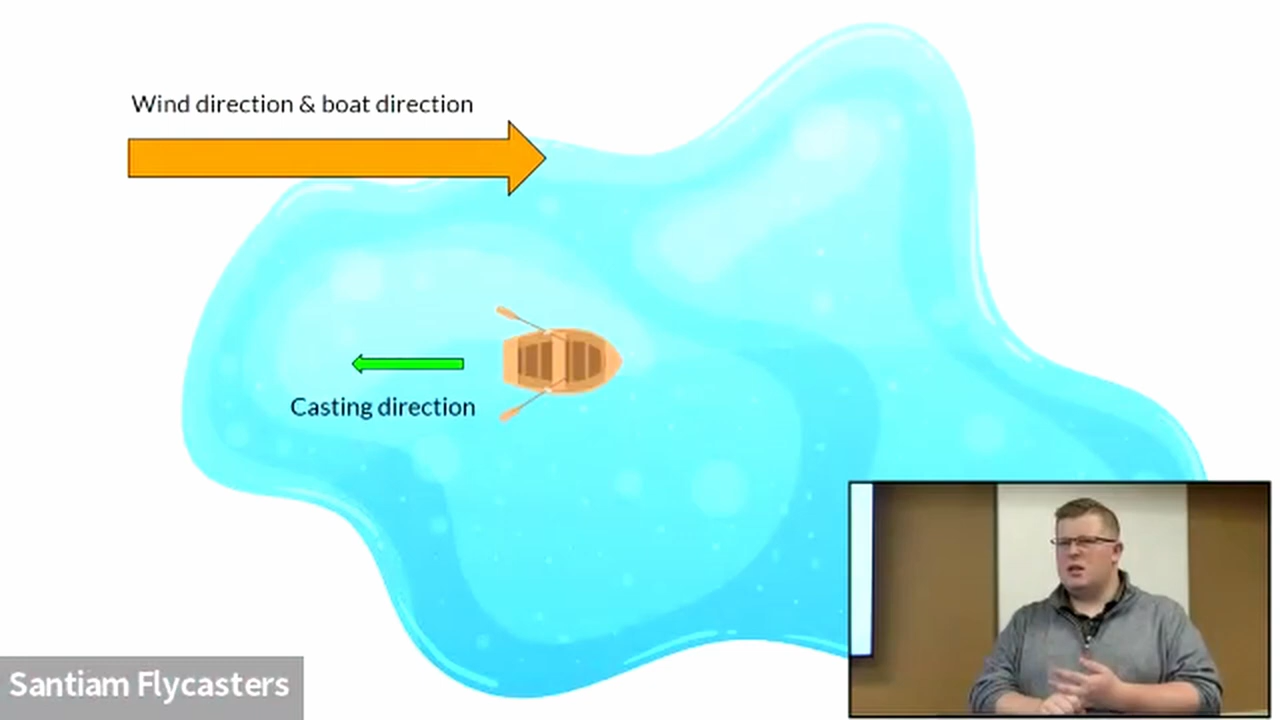 Wind direction & boat direction
Casting direction
Santiam Flycasters